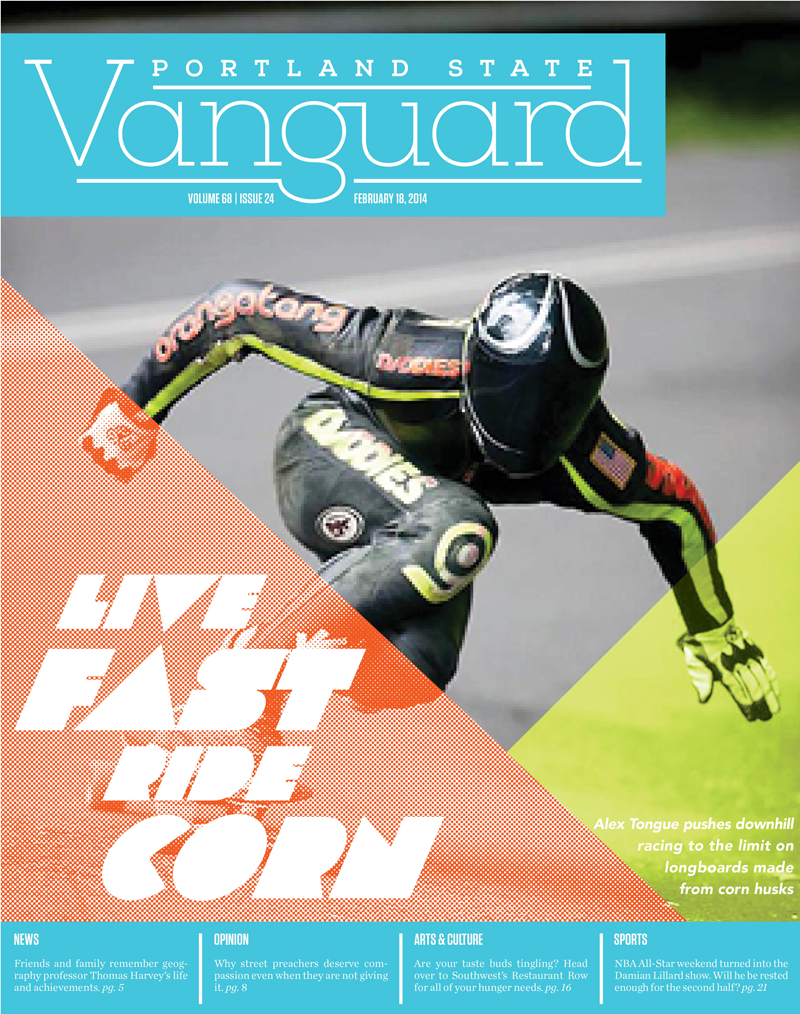 PORTLAND STATE
Vanguard
VOLUME 68 | ISSUE 24
FEBRUARY 18, 2014
orangatang
DADDIES
DADDIES
LIVE
FAST
RIDE
CORN
Alex Tongue pushes downhill
racing to the limit on
longboards made
from corn husks
NEWS
Friends and family remember geog-
raphy professor Thomas Harvey's life
and achievements. pg. 5
OPINION
Why street preachers deserve com-
passion even when they are not giving
it. pg. 8
ARTS & CULTURE
Are your taste buds tingling? Head
over to Southwest's Restaurant Row
for all of your hunger needs. pg. 16
SPORTS
NBA All-Star weekend turned into the
Damian Lillard show. Will he be rested
enough for the second half? pg. 21